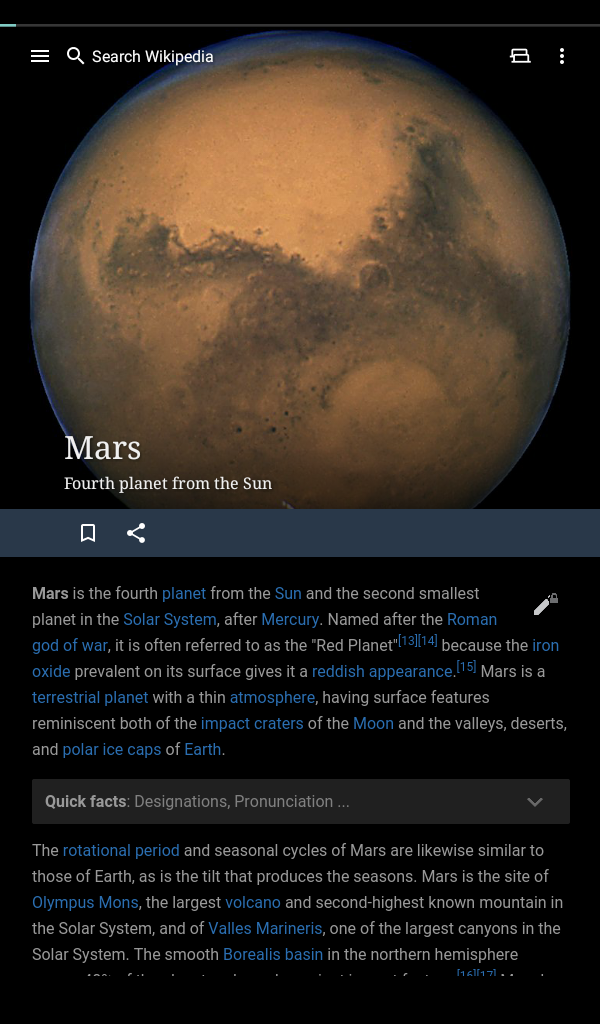 Search Wikipedia
Mars
Fourth planet from the Sun
Mars is the fourth planet from the Sun and the second smallest
planet in the Solar System, after Mercury. Named after the Roman
god of war, it is often referred to as the "Red Planet"[13][14] because the iron
oxide prevalent on its surface gives it a reddish appearance.[15] Mars is a
terrestrial planet with a thin atmosphere, having surface features
reminiscent both of the impact craters of the Moon and the valleys, deserts,
and polar ice caps of Earth.
Quick facts: Designations, Pronunciation ...
The rotational period and seasonal cycles of Mars are likewise similar to
those of Earth, as is the tilt that produces the seasons. Mars is the site of
Olympus Mons, the largest volcano and second-highest known mountain in
the Solar System, and of Valles Marineris, one of the largest canyons in the
Solar System. The smooth Borealis basin in the northern hemisphere
[16][17]